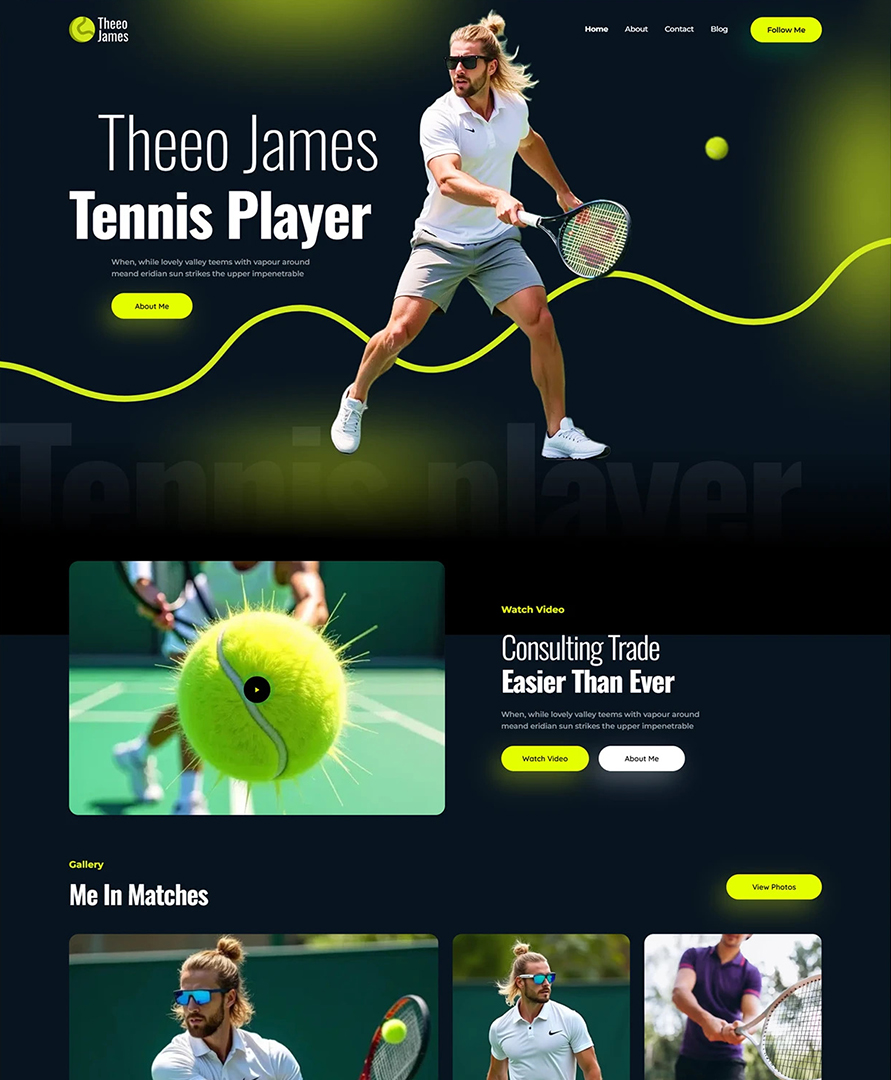 Theeo
James
Home About Contact Blog Follow Me
Theeo James
Tennis Player
When, while lovely valley teems with vapour around
meand eridian sun strikes the upper impenetrable
About Me
Tennis player
Watch Video
Consulting Trade
Easier Than Ever
When, while lovely valley teems with vapour around
meand eridian sun strikes the upper impenetrable
Watch Video About Me
Gallery
Me In Matches
View Photos